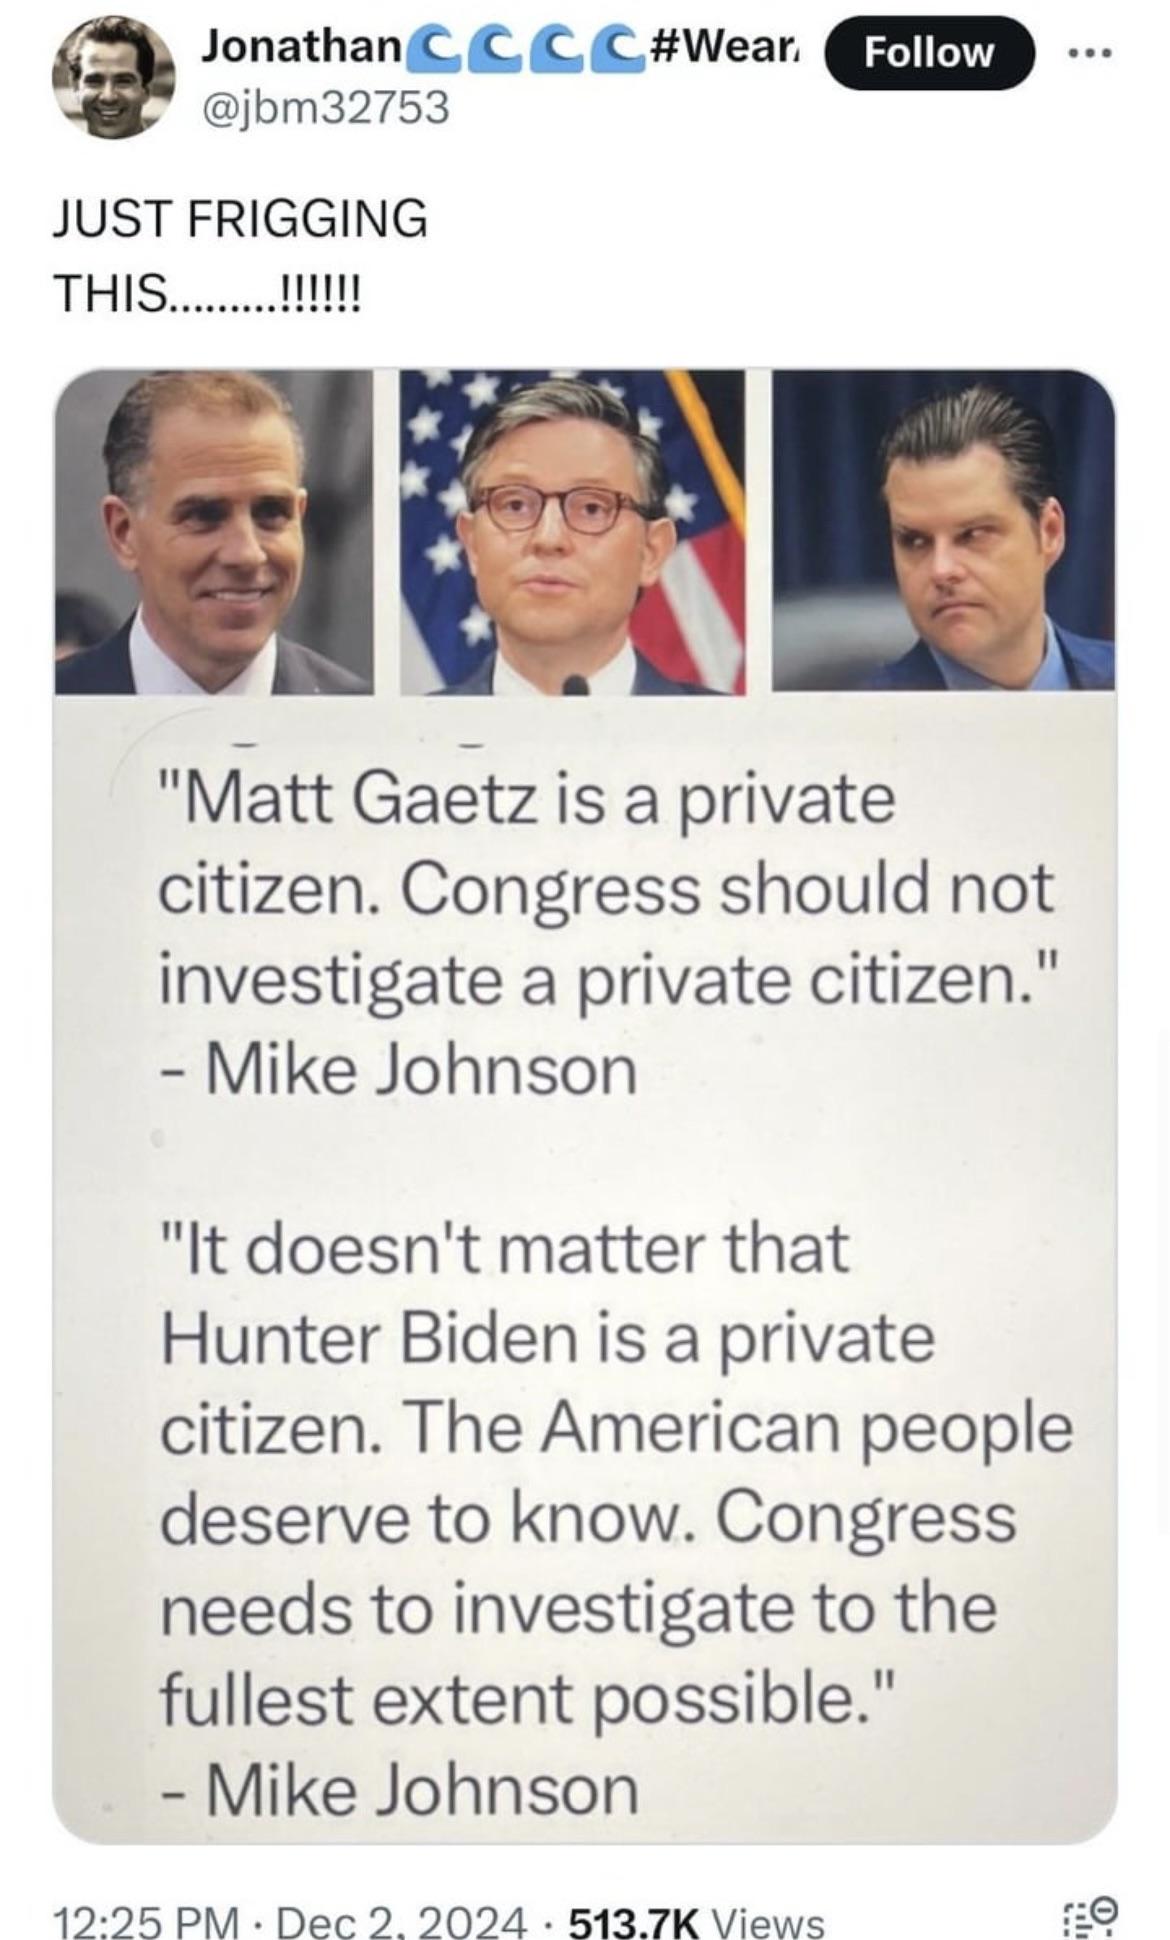 Jonathan🌊🌊🌊🌊#Wear
Follow
@jbm32753
JUST FRIGGING
THIS.........!!!!!!
"Matt Gaetz is a private
citizen. Congress should not
investigate a private citizen."
- Mike Johnson
"It doesn't matter that
Hunter Biden is a private
citizen. The American people
deserve to know. Congress
needs to investigate to the
fullest extent possible."
- Mike Johnson
12:25 PM · Dec 2, 2024 · 513.7K Views